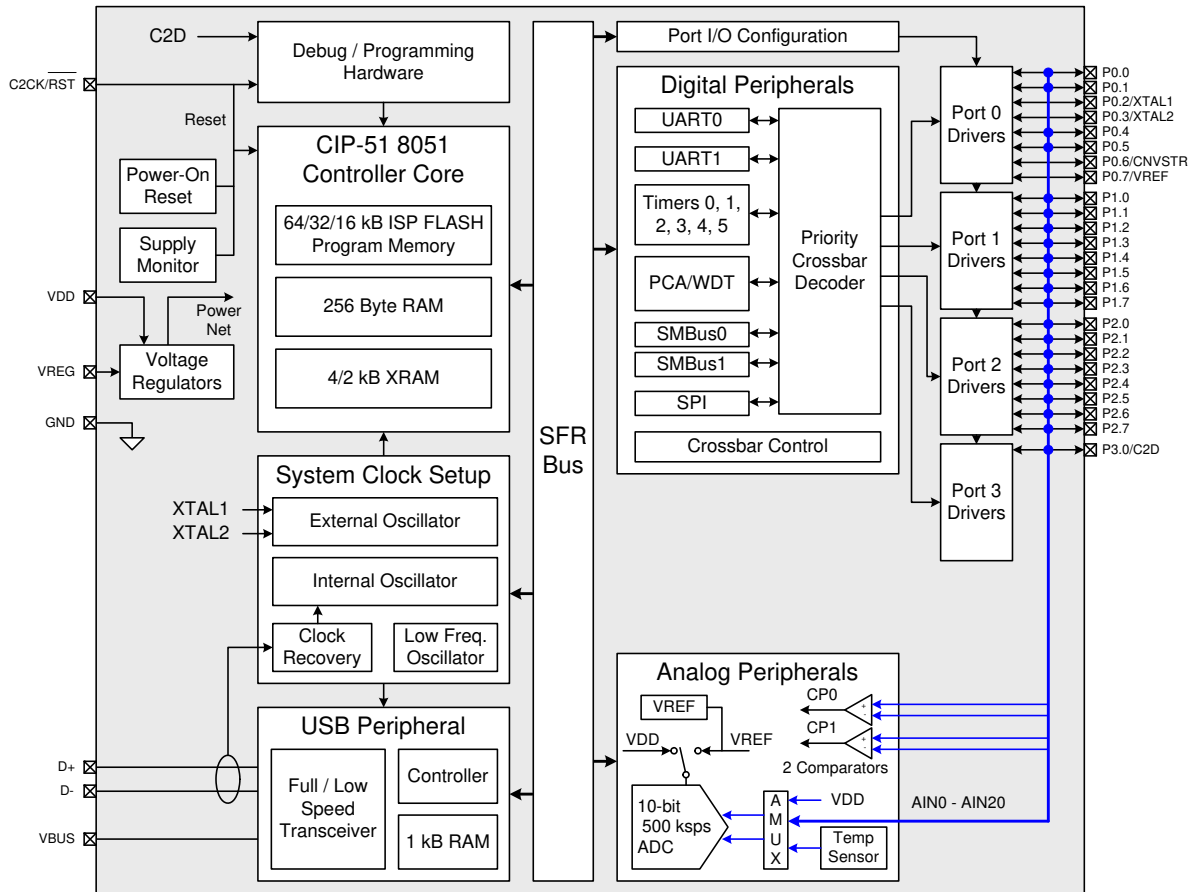 C2D
Debug / Programming
Hardware
C2CK/RST
Reset
Power-On
Reset
Supply
Monitor
VDD
Power
Net
VREG
Voltage
Regulators
GND
CIP-51 8051
Controller Core
64/32/16 kB ISP FLASH
Program Memory
256 Byte RAM
4/2 kB XRAM
System Clock Setup
XTAL1
XTAL2
External Oscillator
Internal Oscillator
Clock
Recovery
Low Freq.
Oscillator
USB Peripheral
D+
D-
VBUS
Full / Low
Speed
Transceiver
Controller
1 kB RAM
SFR
Bus
Port I/O Configuration
Digital Peripherals
UART0
UART1
Timers 0, 1,
2, 3, 4, 5
PCA/WDT
SMBus0
SMBus1
SPI
Priority
Crossbar
Decoder
Crossbar Control
Port 0
Drivers
Port 1
Drivers
Port 2
Drivers
Port 3
Drivers
P0.0
P0.1
P0.2/XTAL1
P0.3/XTAL2
P0.4
P0.5
P0.6/CNVSTR
P0.7/VREF
P1.0
P1.1
P1.2
P1.3
P1.4
P1.5
P1.6
P1.7
P2.0
P2.1
P2.2
P2.3
P2.4
P2.5
P2.6
P2.7
P3.0/C2D
Analog Peripherals
VREF
VDD
VREF
CP0
+
-
CP1
+
-
2 Comparators
10-bit
500 ksps
ADC
A
M
U
X
VDD
Temp
Sensor
AIN0 - AIN20